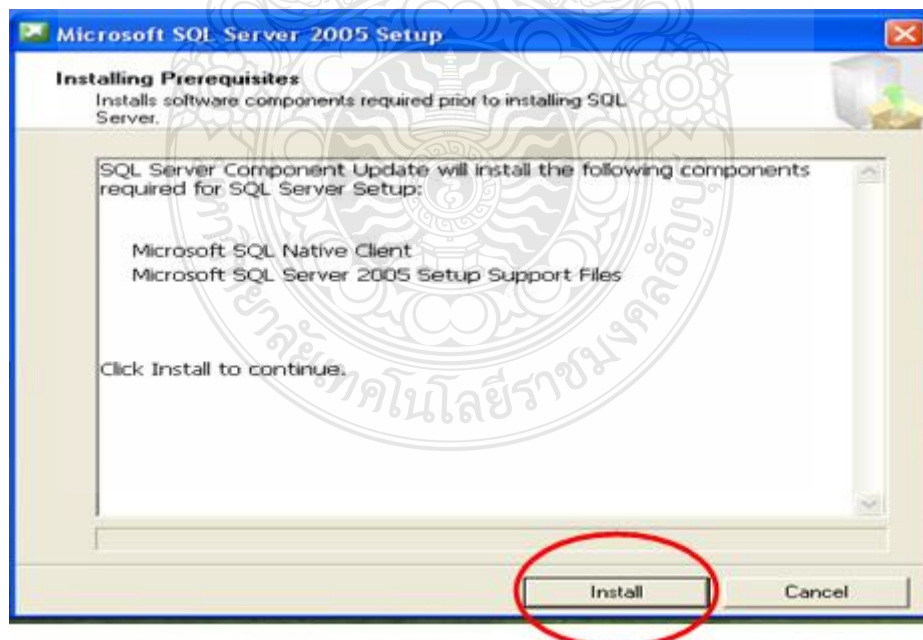 Microsoft SQL Server 2005 Setup
Installing Prerequisites
Installs software components required prior to installing SQL
Server.
SQL Server Component Update will install the following components
required for SQL Server Setup:
Microsoft SQL Native Client
Microsoft SQL Server 2005 Setup Support Files
Click Install to continue.
Install
Cancel